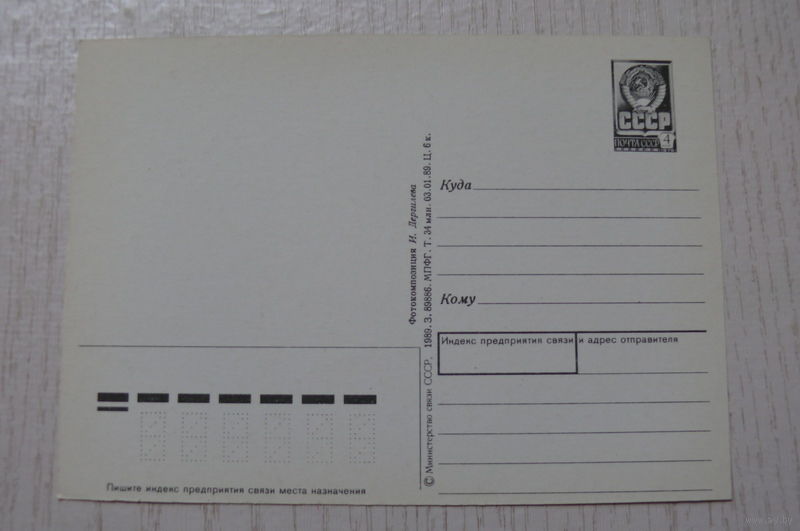 СССР
ПОЧТА СССР 4
Куда
Кому
Индекс предприятия связи и адрес отправителя
Фотокомпозиция И. Дергилева
© Министерство связи СССР, 1989. З. 89886. МПФГ. Т. 34 млн. 03.01.89. Ц. 6 к.
Пишите индекс предприятия связи места назначения